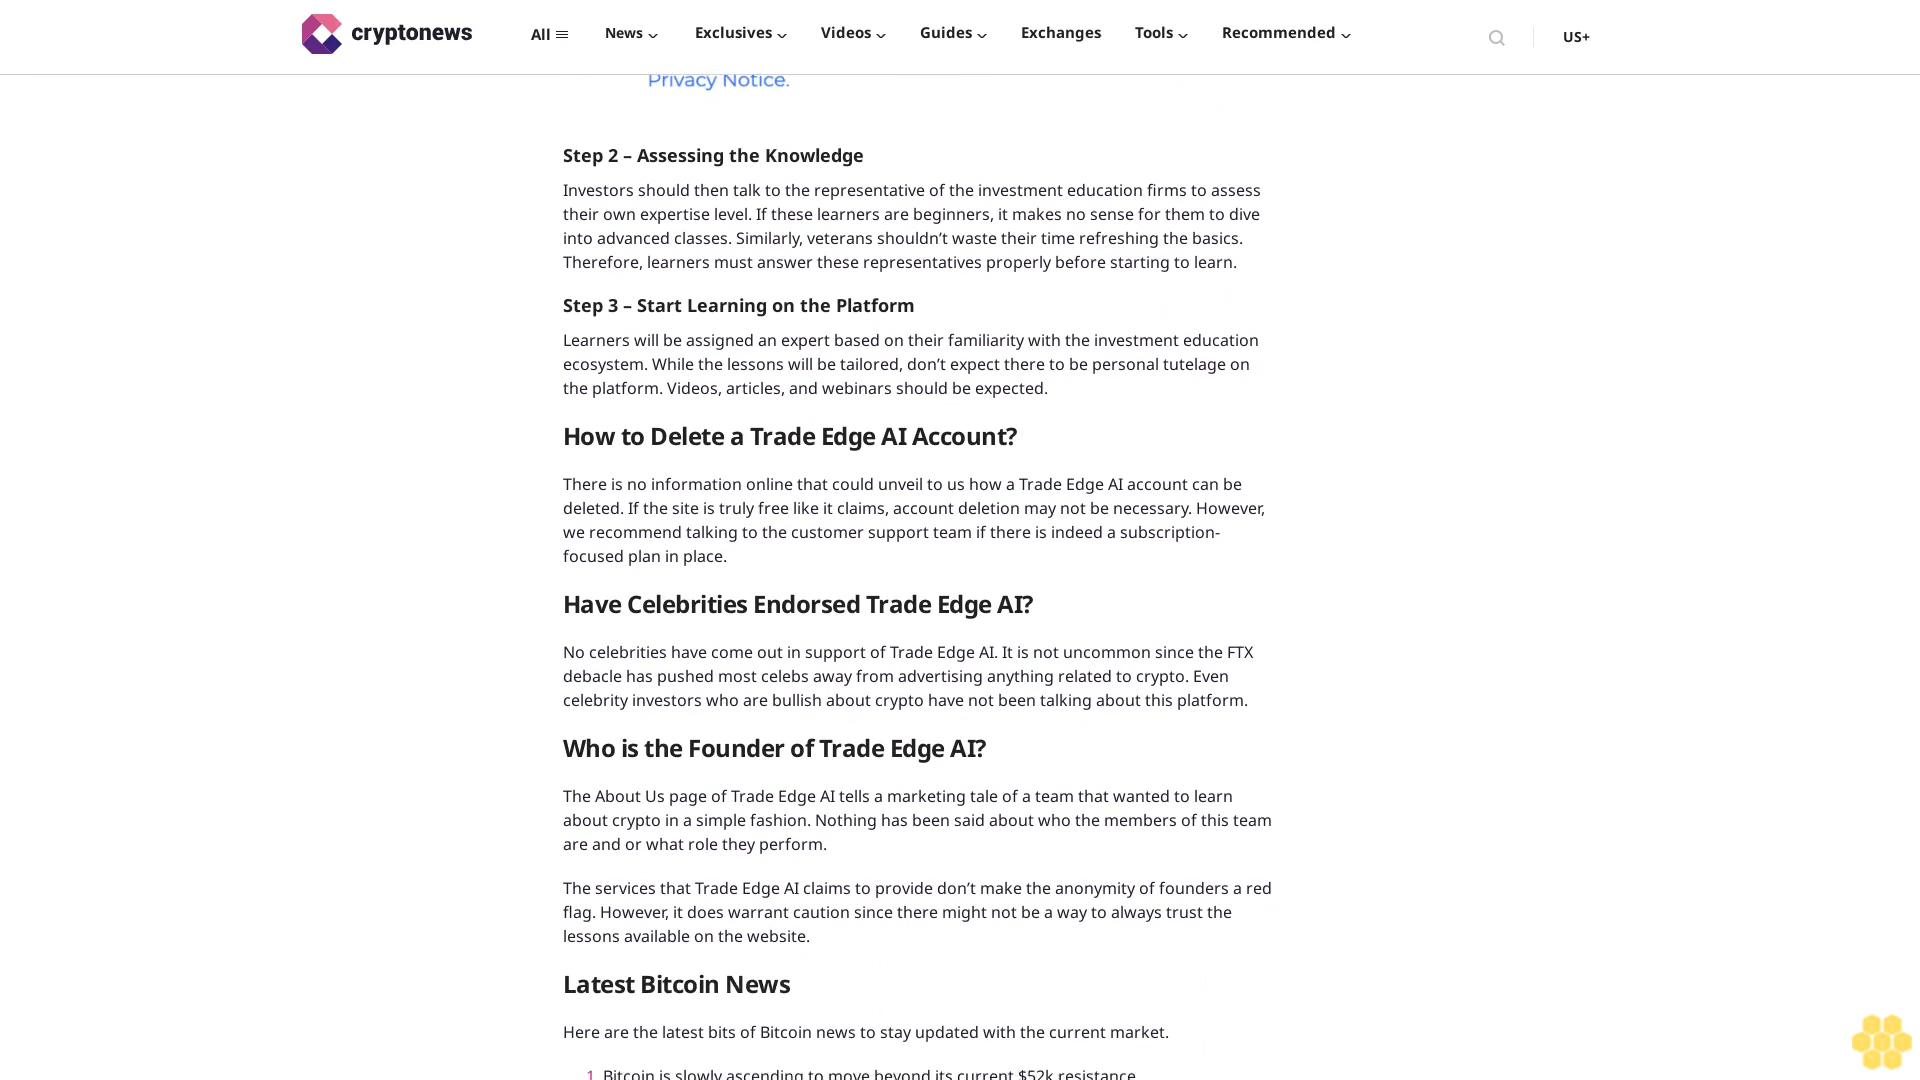 cryptonews All News Exclusives Videos Guides Exchanges Tools Recommended US+
Privacy Notice.
Step 2 – Assessing the Knowledge
Investors should then talk to the representative of the investment education firms to assess
their own expertise level. If these learners are beginners, it makes no sense for them to dive
into advanced classes. Similarly, veterans shouldn’t waste their time refreshing the basics.
Therefore, learners must answer these representatives properly before starting to learn.
Step 3 – Start Learning on the Platform
Learners will be assigned an expert based on their familiarity with the investment education
ecosystem. While the lessons will be tailored, don’t expect there to be personal tutelage on
the platform. Videos, articles, and webinars should be expected.
How to Delete a Trade Edge AI Account?
There is no information online that could unveil to us how a Trade Edge AI account can be
deleted. If the site is truly free like it claims, account deletion may not be necessary. However,
we recommend talking to the customer support team if there is indeed a subscription-
focused plan in place.
Have Celebrities Endorsed Trade Edge AI?
No celebrities have come out in support of Trade Edge AI. It is not uncommon since the FTX
debacle has pushed most celebs away from advertising anything related to crypto. Even
celebrity investors who are bullish about crypto have not been talking about this platform.
Who is the Founder of Trade Edge AI?
The About Us page of Trade Edge AI tells a marketing tale of a team that wanted to learn
about crypto in a simple fashion. Nothing has been said about who the members of this team
are and or what role they perform.
The services that Trade Edge AI claims to provide don’t make the anonymity of founders a red
flag. However, it does warrant caution since there might not be a way to always trust the
lessons available on the website.
Latest Bitcoin News
Here are the latest bits of Bitcoin news to stay updated with the current market.
1. Bitcoin is slowly ascending to move beyond its current $52k resistance